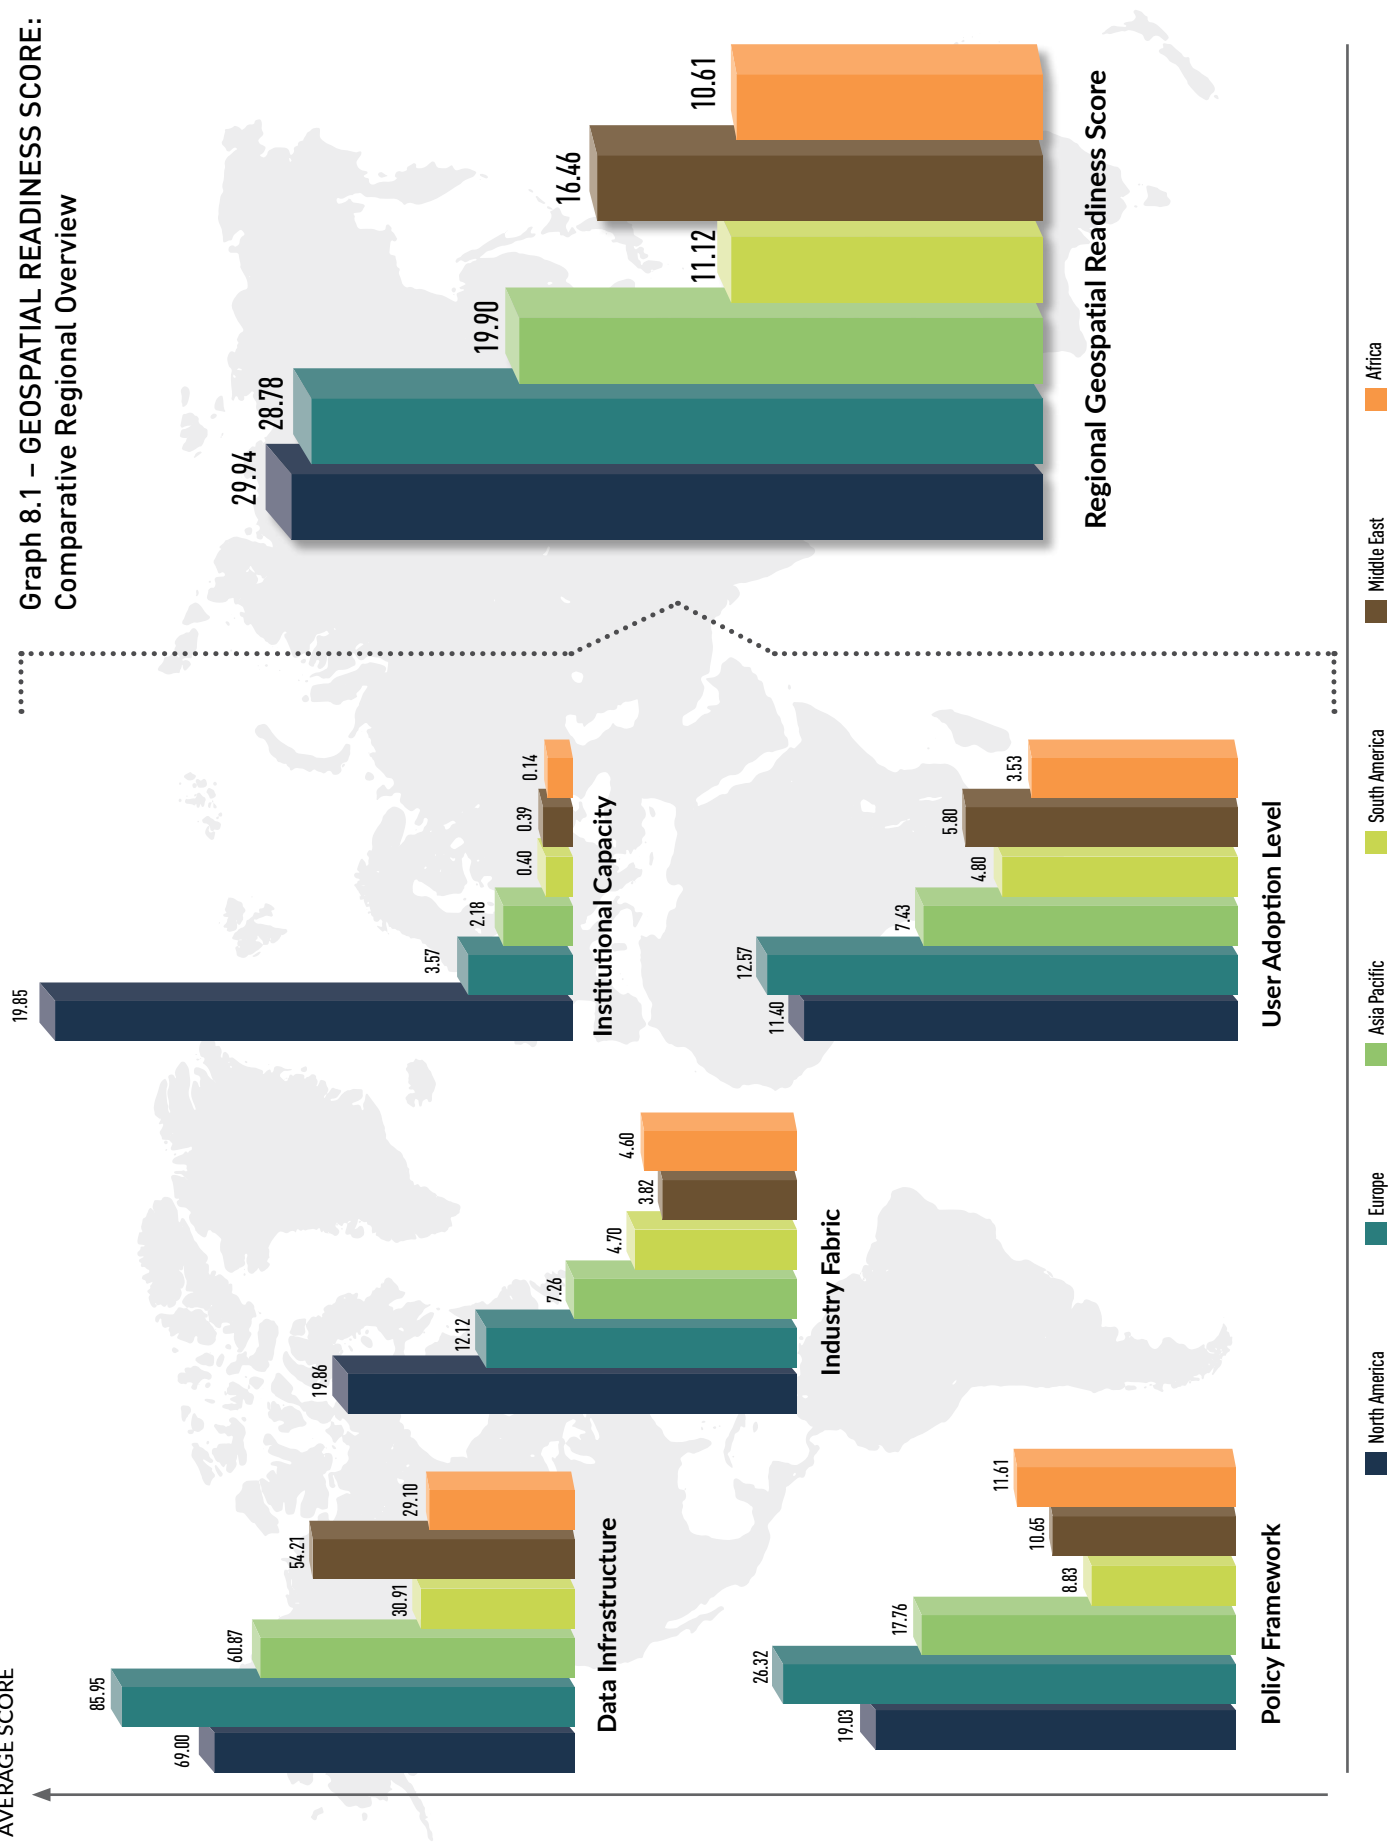 Graph 8.1 – GEOSPATIAL READINESS SCORE:
Comparative Regional Overview
AVERAGE SCORE
69.00
85.95
60.87
30.91
54.21
29.10
Data Infrastructure
19.03
26.32
17.76
8.83
10.65
11.61
Policy Framework
19.86
12.12
7.26
4.70
3.82
4.60
Industry Fabric
19.85
3.57
2.18
0.40
0.39
0.14
Institutional Capacity
11.40
12.57
7.43
4.80
5.80
3.53
User Adoption Level
29.94
28.78
19.90
11.12
16.46
10.61
Regional Geospatial Readiness Score
North America
Europe
Asia Pacific
South America
Middle East
Africa